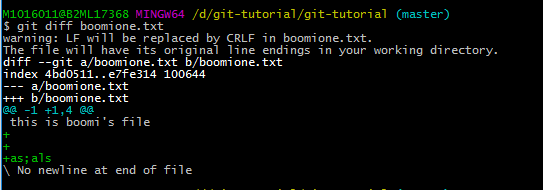 M1016011@B2ML17368 MINGW64 /d/git-tutorial/git-tutorial (master)
$ git diff boomione.txt
warning: LF will be replaced by CRLF in boomione.txt.
The file will have its original line endings in your working directory.
diff --git a/boomione.txt b/boomione.txt
index 4bd0511..e7fe314 100644
--- a/boomione.txt
+++ b/boomione.txt
@@ -1 +1,4 @@
 this is boomi's file
+
+
+as;als
\ No newline at end of file